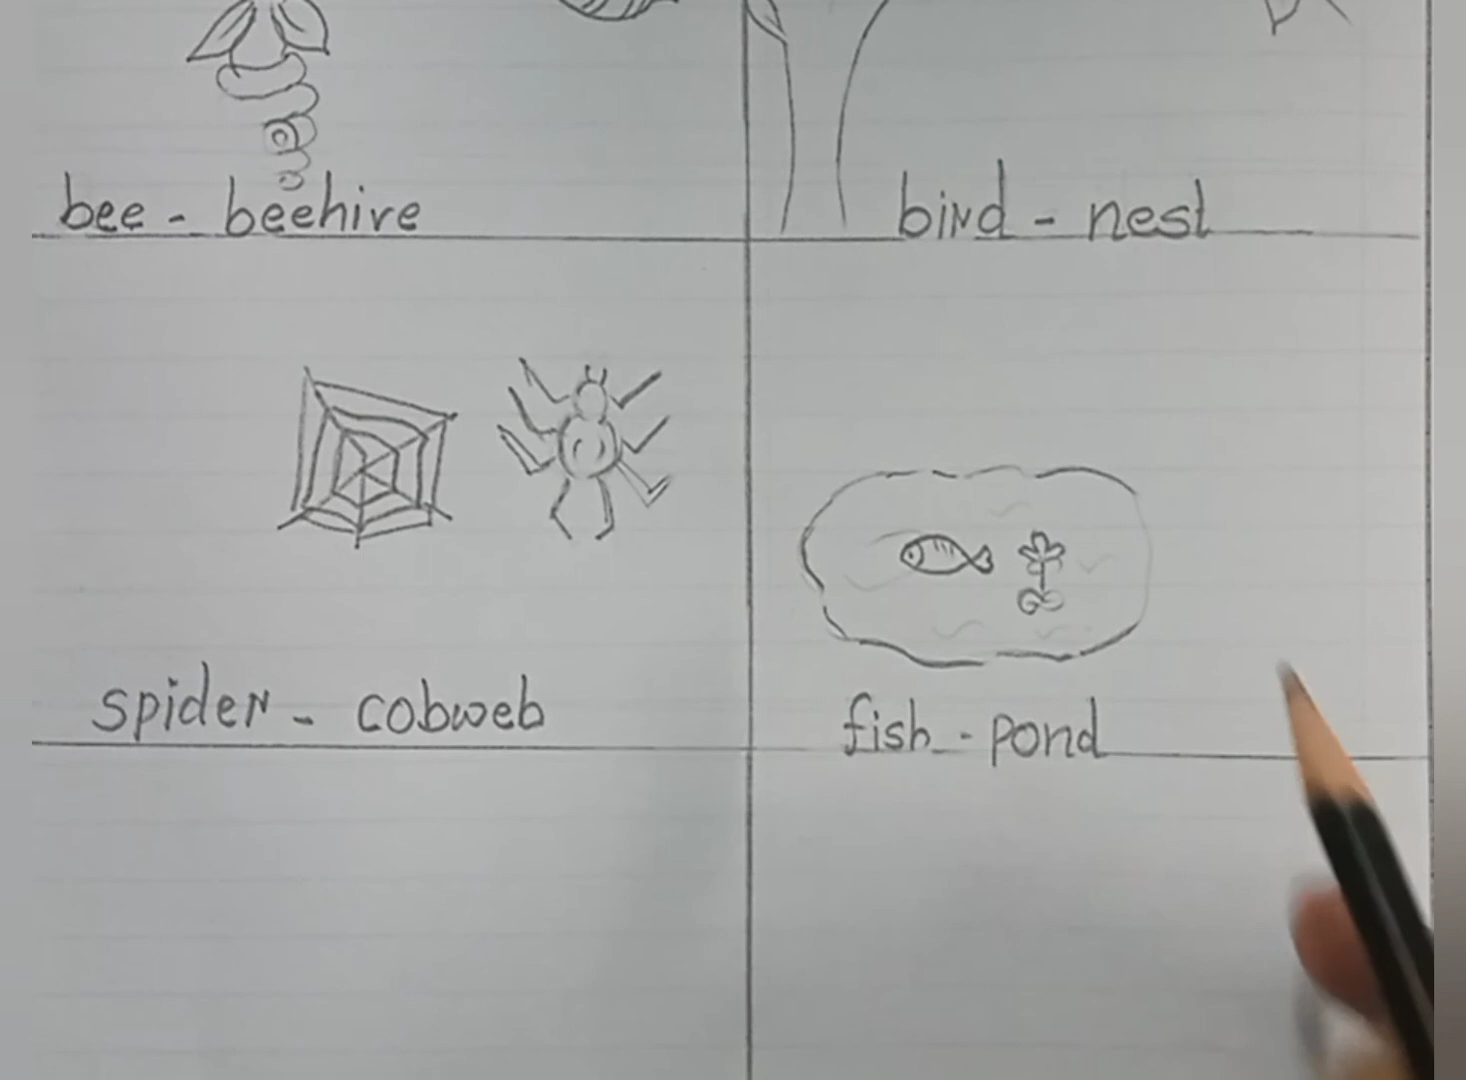 bee - beehive
bird - nest
spider - cobweb
fish - pond